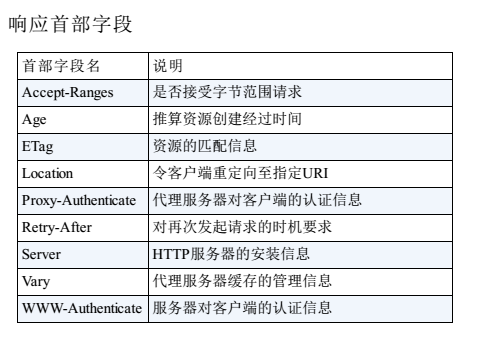 响应首部字段
首部字段名 说明
Accept-Ranges 是否接受字节范围请求
Age 推算资源创建经过时间
ETag 资源的匹配信息
Location 令客户端重定向至指定URI
Proxy-Authenticate 代理服务器对客户端的认证信息
Retry-After 对再次发起请求的时机要求
Server HTTP服务器的安装信息
Vary 代理服务器缓存的管理信息
WWW-Authenticate 服务器对客户端的认证信息